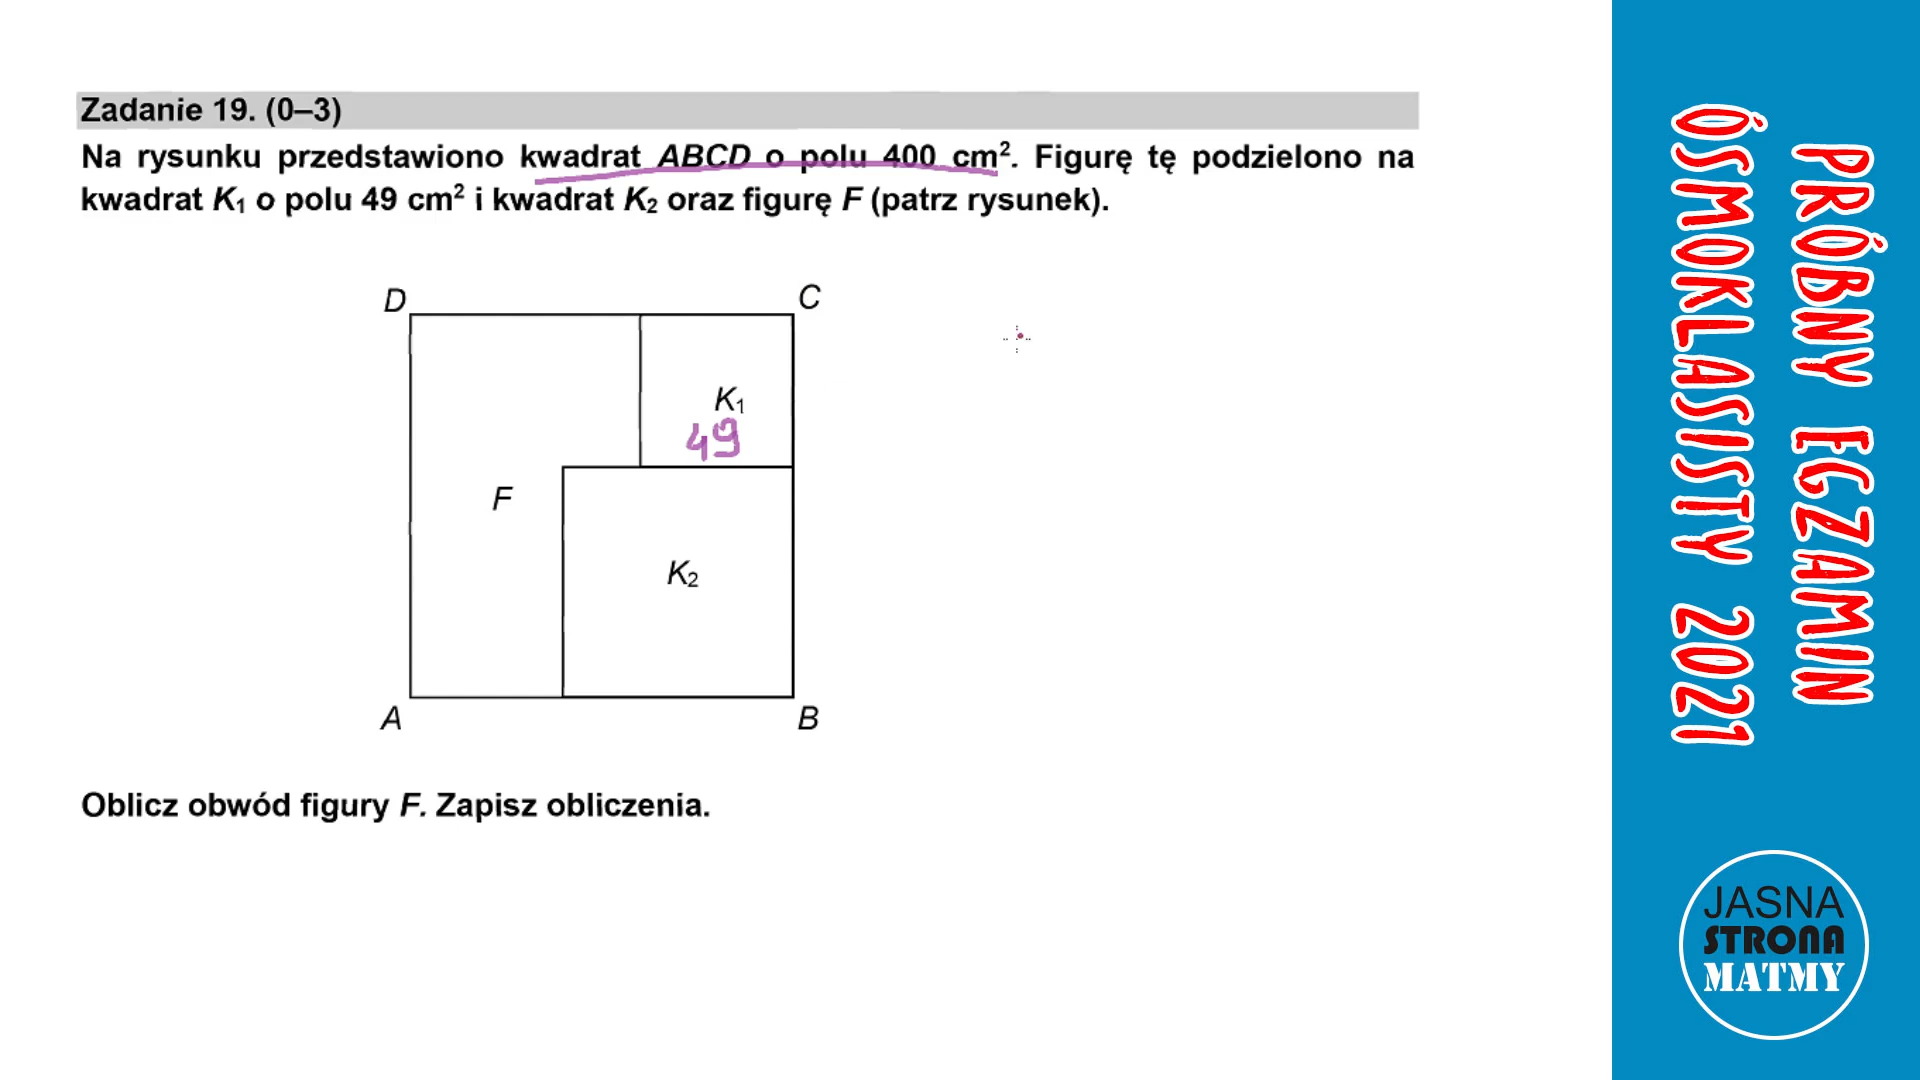 Zadanie 19. (0–3)
Na rysunku przedstawiono kwadrat ABCD o polu 400 cm². Figurę tę podzielono na
kwadrat K₁ o polu 49 cm² i kwadrat K₂ oraz figurę F (patrz rysunek).
D
C
K₁
49
F
K₂
A
B
Oblicz obwód figury F. Zapisz obliczenia.
PRÓBNY EGZAMIN
ÓSMOKLASISTY 2021
JASNA
STRONA
MATMY